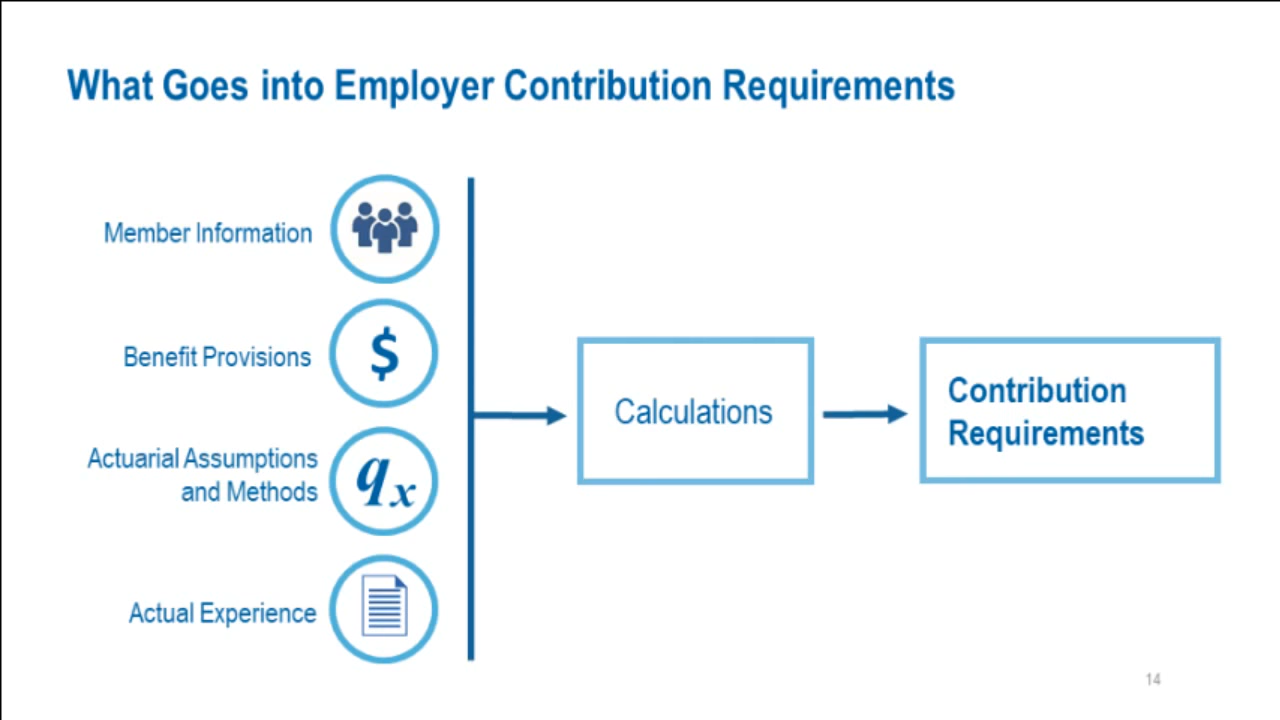 What Goes into Employer Contribution Requirements
Member Information
Benefit Provisions
$
Actuarial Assumptions
and Methods
qx
Actual Experience
Calculations
Contribution
Requirements
14